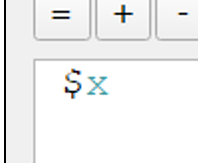 = + -
$x